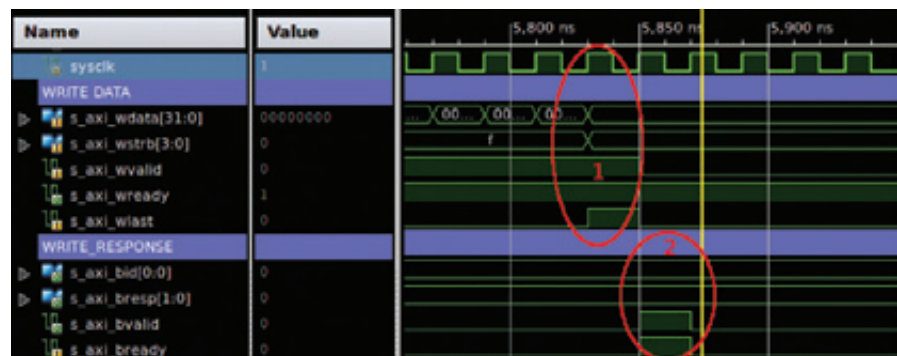 Name Value 5,800 ns 5,850 ns 5,900 ns
sysclk 1
WRITE DATA
s_axi_wdata[31:0] 00000000 ... 00... 00... 00...
s_axi_wstrb[3:0] 0 f
s_axi_wvalid 0 1
s_axi_wready 1
s_axi_wlast 0
WRITE_RESPONSE 2
s_axi_bid[0:0] 0
s_axi_bresp[1:0] 0
s_axi_bvalid 0
s_axi_bready 0